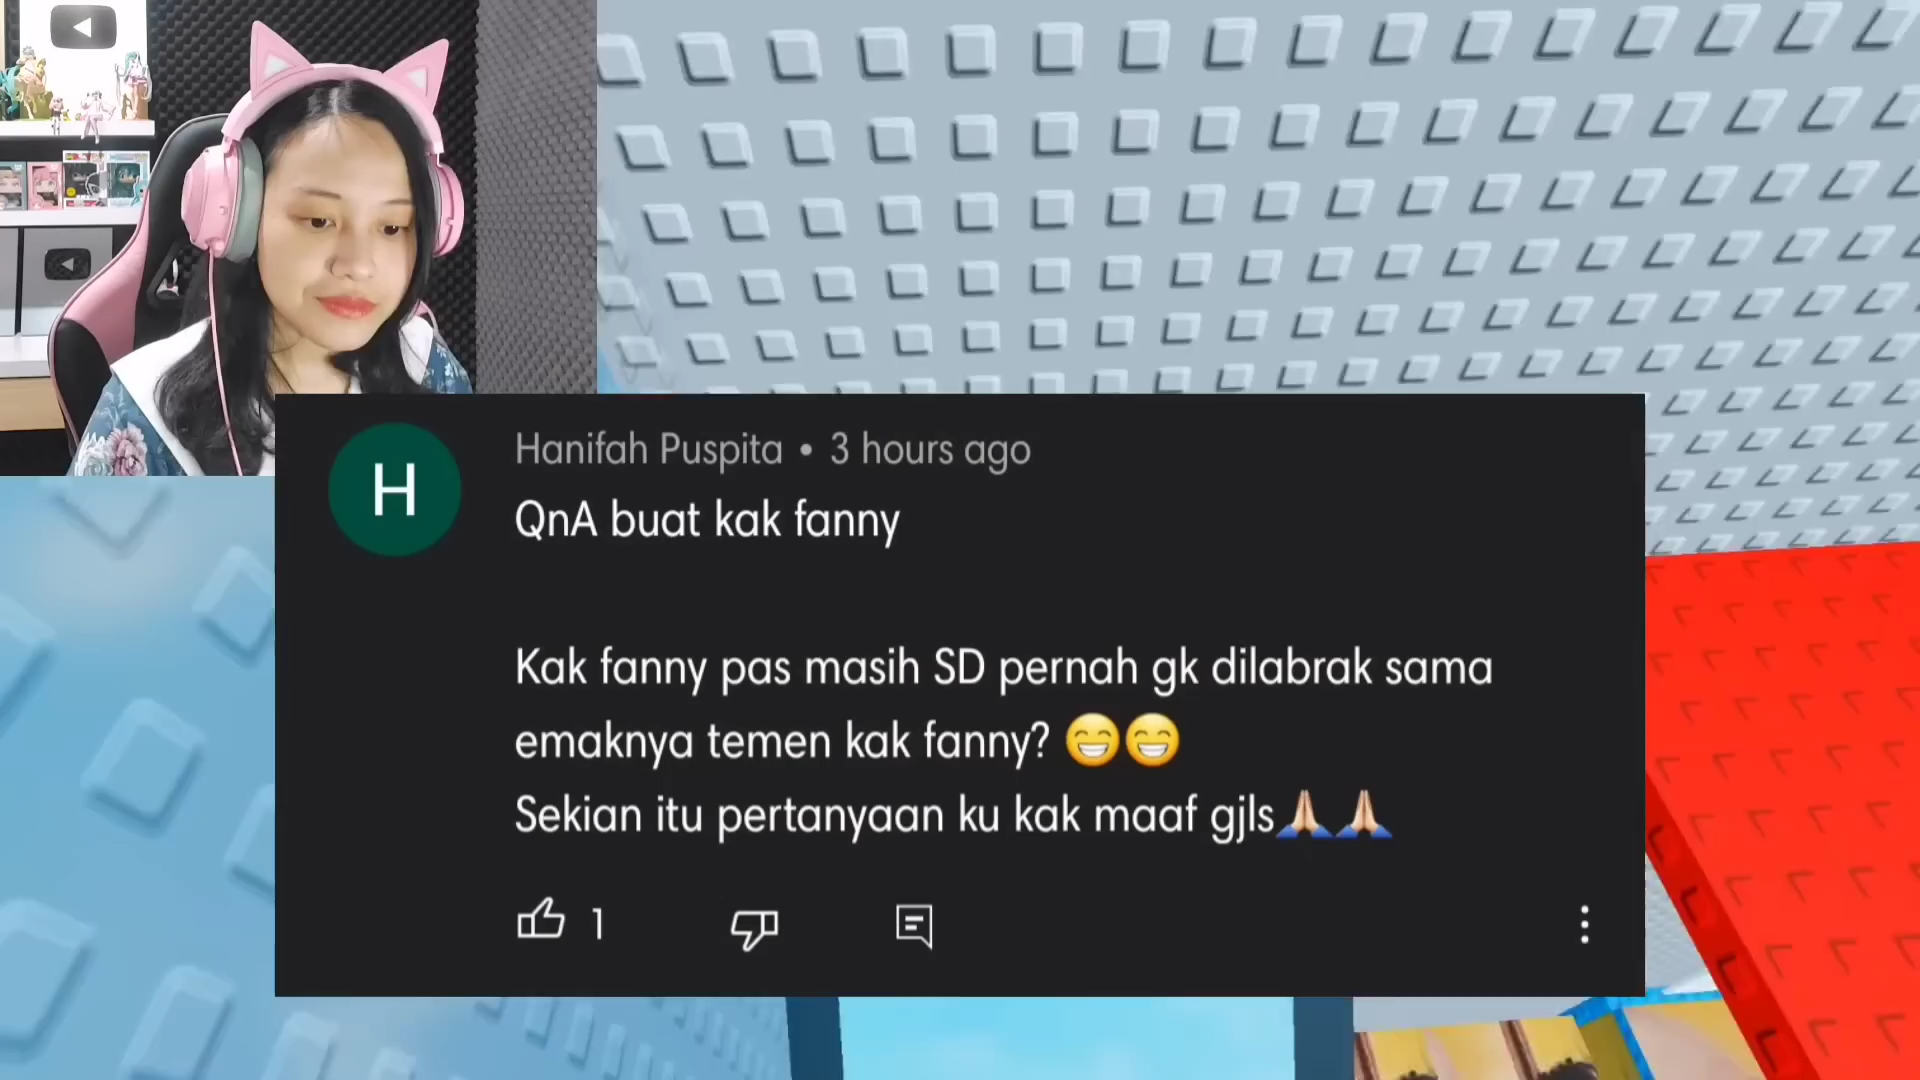 H
Hanifah Puspita • 3 hours ago
QnA buat kak fanny
Kak fanny pas masih SD pernah gk dilabrak sama
emaknya temen kak fanny? 😁😁
Sekian itu pertanyaan ku kak maaf gjls🙏🏻🙏🏻
1